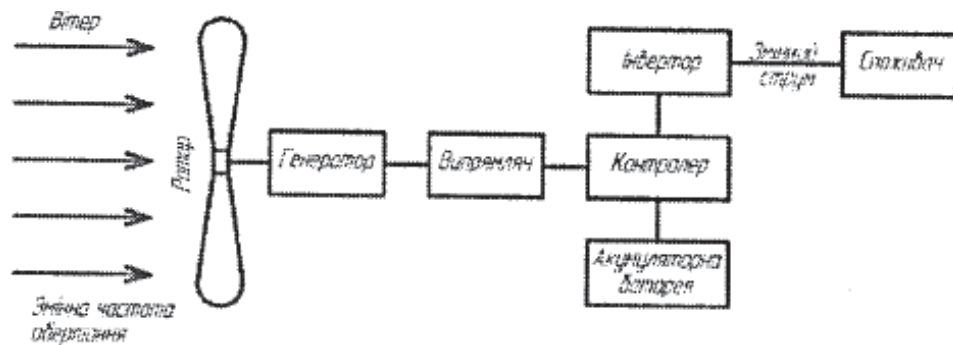 Вітер
Ротор
Генератор
Випрямляч
Інвертор
Змінний
струм
Споживач
Контролер
Акумуляторна
батарея
Змінна частота
обертання